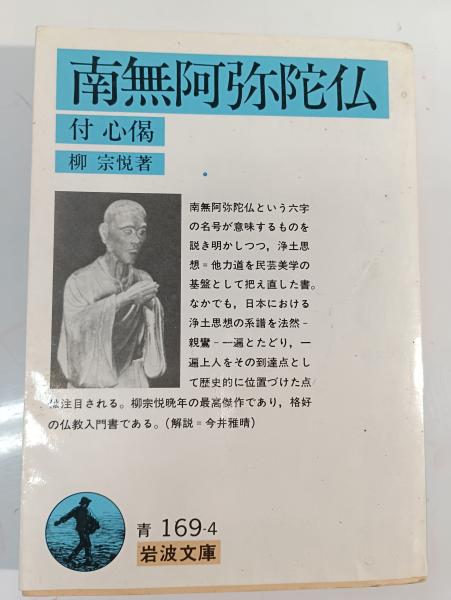 南無阿弥陀仏
付 心偈
柳 宗悦著
南無阿弥陀仏という六字
の名号が意味するものを
説き明かしつつ，浄土思
想＝他力道を民芸美学の
基盤として把え直した書。
なかでも，日本における
浄土思想の系譜を法然－
親鸞－一遍とたどり，一
遍上人をその到達点とし
て歴史的に位置づけた点
は注目される。柳宗悦晩年の最高傑作であり，格好
の仏教入門書である。（解説＝今井雅晴）
青 169-4
岩波文庫